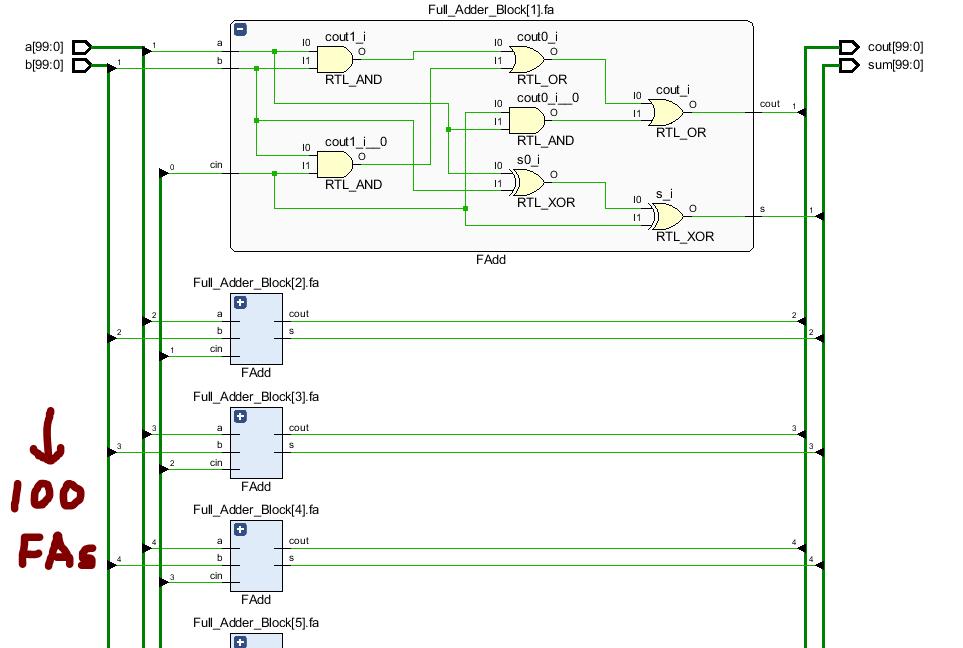 Full_Adder_Block[1].fa
a[99:0]
b[99:0]
1
1
a
b
cin
0
cout1_i
I0
I1
O
RTL_AND
cout0_i
I0
I1
O
RTL_OR
cout0_i__0
I0
I1
O
RTL_AND
cout_i
I0
I1
O
RTL_OR
cout1_i__0
I0
I1
O
RTL_AND
s0_i
I0
I1
O
RTL_XOR
s_i
I0
I1
O
RTL_XOR
cout
1
s
1
cout[99:0]
sum[99:0]
FAdd
Full_Adder_Block[2].fa
2
a
cout
2
2
b
s
2
1
cin
FAdd
Full_Adder_Block[3].fa
3
a
cout
3
3
b
s
3
2
cin
FAdd
Full_Adder_Block[4].fa
4
a
cout
4
4
b
s
4
3
cin
FAdd
Full_Adder_Block[5].fa
100
FAs